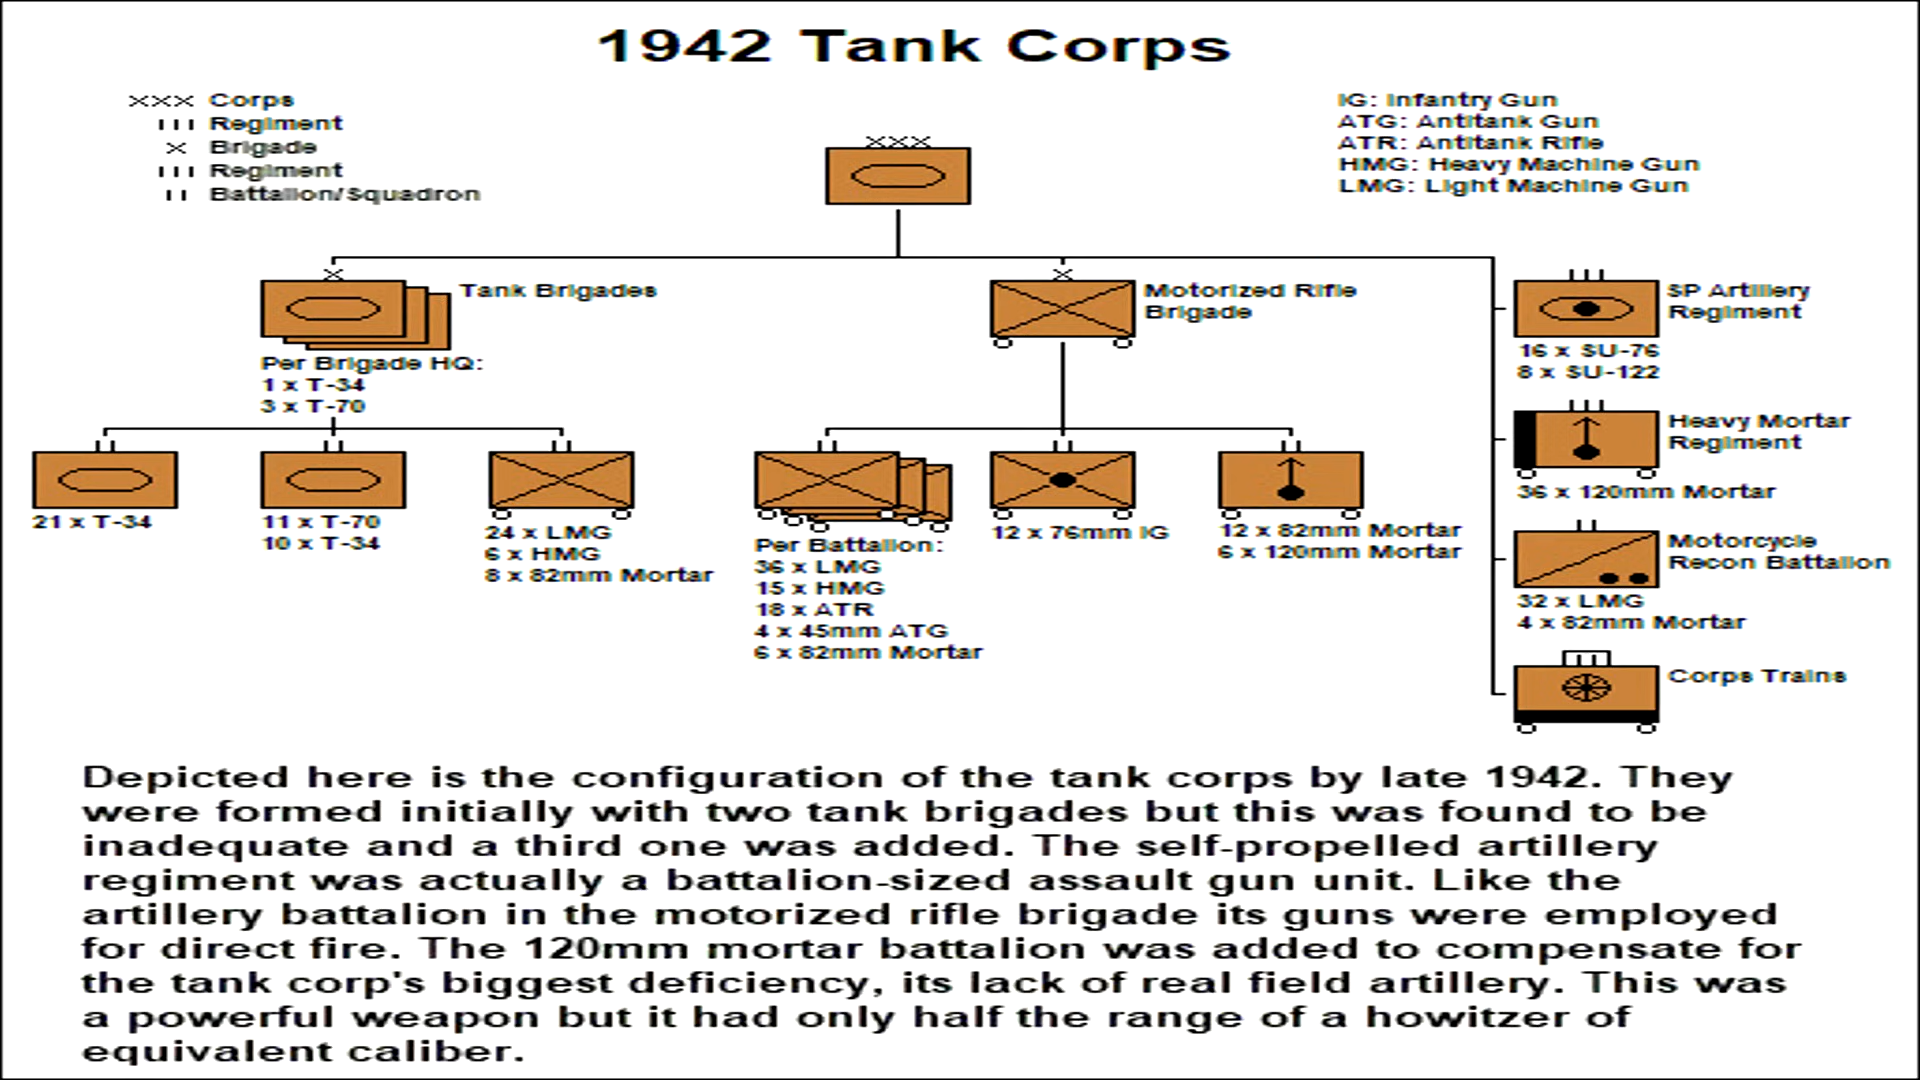 1942 Tank Corps
XXX Corps
III Regiment
X Brigade
III Regiment
II Battalion/Squadron
IG: Infantry Gun
ATG: Antitank Gun
ATR: Antitank Rifle
HMG: Heavy Machine Gun
LMG: Light Machine Gun
XXX
X
Tank Brigades
Per Brigade HQ:
1 x T-34
3 x T-70
X
Motorized Rifle
Brigade
III
SP Artillery
Regiment
16 x SU-76
8 x SU-122
III
Heavy Mortar
Regiment
36 x 120mm Mortar
II
Motorcycle
Recon Battalion
32 x LMG
4 x 82mm Mortar
III
Corps Trains
II
21 x T-34
II
11 x T-70
10 x T-34
II
24 x LMG
6 x HMG
8 x 82mm Mortar
II
Per Battalion:
36 x LMG
15 x HMG
18 x ATR
4 x 45mm ATG
6 x 82mm Mortar
II
12 x 76mm IG
II
12 x 82mm Mortar
6 x 120mm Mortar
Depicted here is the configuration of the tank corps by late 1942. They
were formed initially with two tank brigades but this was found to be
inadequate and a third one was added. The self-propelled artillery
regiment was actually a battalion-sized assault gun unit. Like the
artillery battalion in the motorized rifle brigade its guns were employed
for direct fire. The 120mm mortar battalion was added to compensate for
the tank corp's biggest deficiency, its lack of real field artillery. This was
a powerful weapon but it had only half the range of a howitzer of
equivalent caliber.